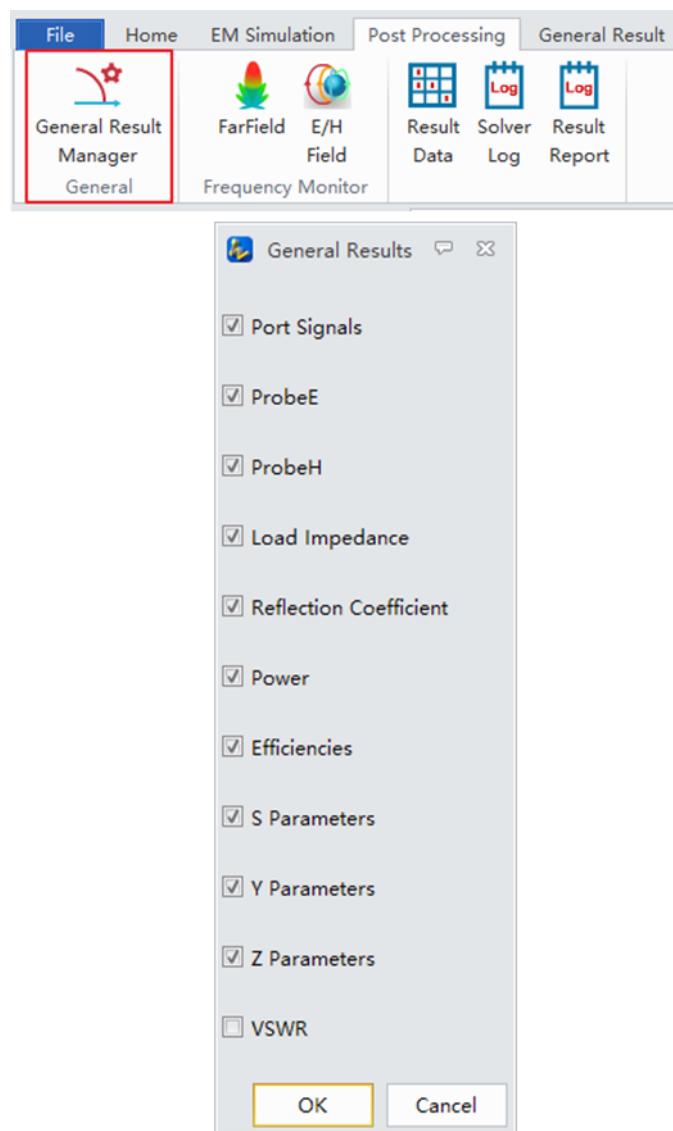 File Home EM Simulation Post Processing General Result
Log Log
General Result FarField E/H Result Solver Result
Manager Field Data Log Report
General Frequency Monitor
General Results
Port Signals
ProbeE
ProbeH
Load Impedance
Reflection Coefficient
Power
Efficiencies
S Parameters
Y Parameters
Z Parameters
VSWR
OK Cancel